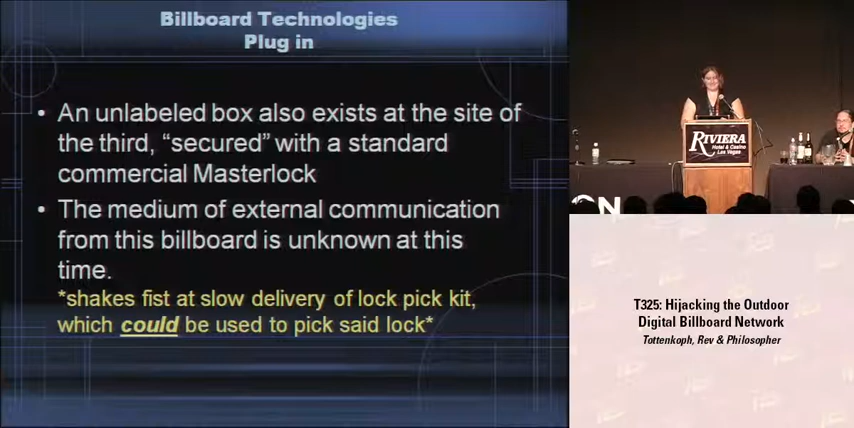 Billboard Technologies
Plug in
• An unlabeled box also exists at the site of
the third, “secured” with a standard
commercial Masterlock
• The medium of external communication
from this billboard is unknown at this
time.
*shakes fist at slow delivery of lock pick kit,
which could be used to pick said lock*
RIVIERA
Hotel & Casino
Las Vegas
ON
T325: Hijacking the Outdoor
Digital Billboard Network
Tottenkoph, Rev & Philosopher